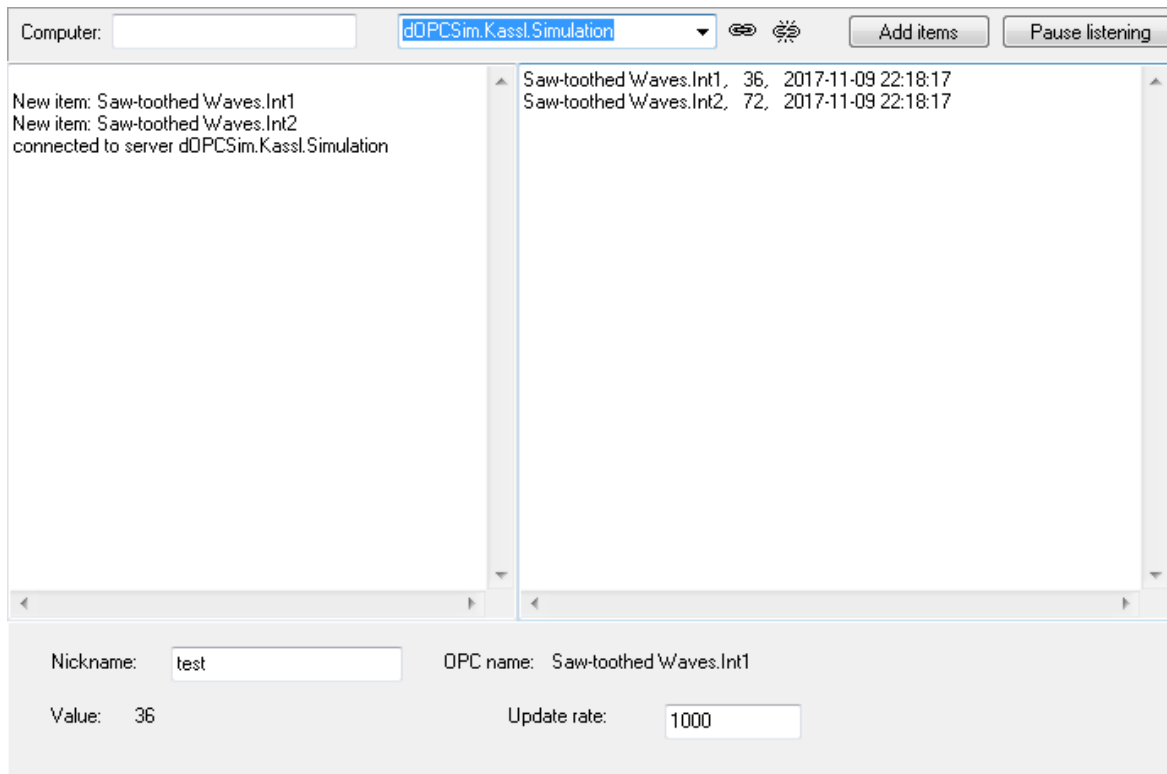 Computer: dOPCSim.Kassl.Simulation Add items Pause listening
New item: Saw-toothed Waves.Int1
New item: Saw-toothed Waves.Int2
connected to server dOPCSim.Kassl.Simulation
Saw-toothed Waves.Int1, 36, 2017-11-09 22:18:17
Saw-toothed Waves.Int2, 72, 2017-11-09 22:18:17
Nickname: test OPC name: Saw-toothed Waves.Int1
Value: 36 Update rate: 1000